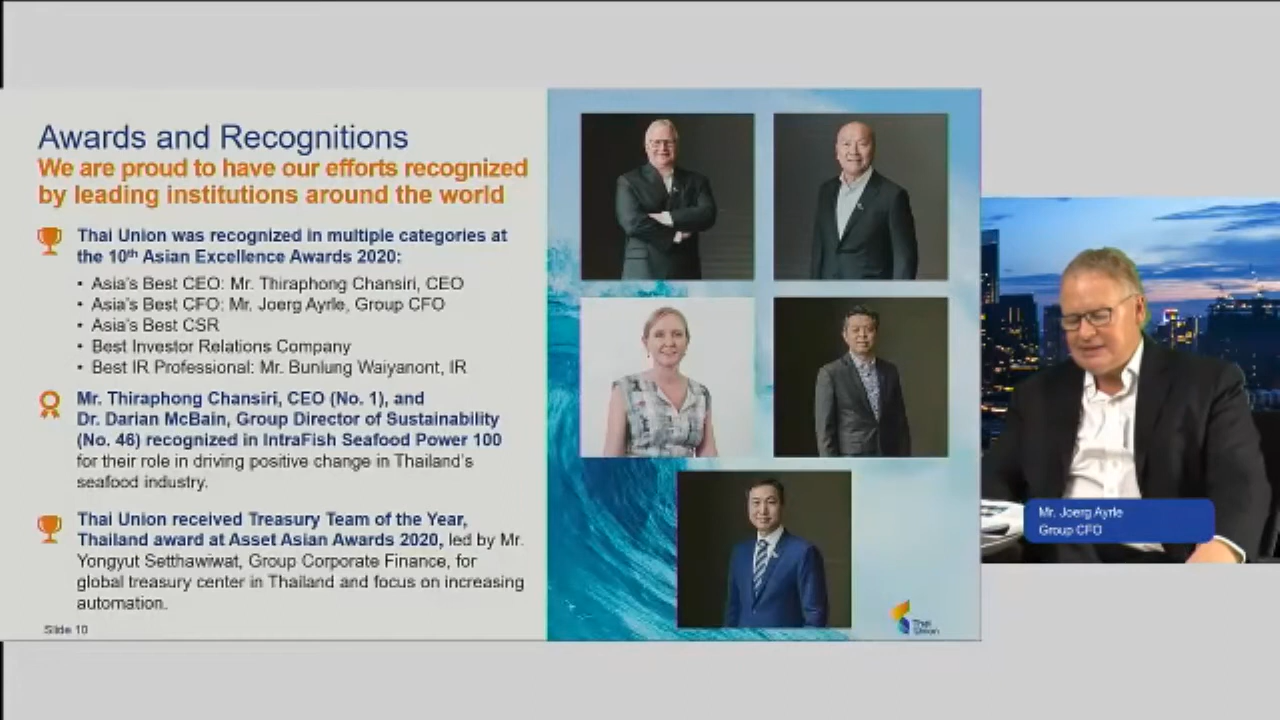 Awards and Recognitions
We are proud to have our efforts recognized
by leading institutions around the world
Thai Union was recognized in multiple categories at
the 10th Asian Excellence Awards 2020:
• Asia's Best CEO: Mr. Thiraphong Chansiri, CEO
• Asia's Best CFO: Mr. Joerg Ayrle, Group CFO
• Asia's Best CSR
• Best Investor Relations Company
• Best IR Professional: Mr. Bunlung Waiyanont, IR
Mr. Thiraphong Chansiri, CEO (No. 1), and
Dr. Darian McBain, Group Director of Sustainability
(No. 46) recognized in IntraFish Seafood Power 100
for their role in driving positive change in Thailand's
seafood industry.
Thai Union received Treasury Team of the Year,
Thailand award at Asset Asian Awards 2020, led by Mr.
Yongyut Setthawiwat, Group Corporate Finance, for
global treasury center in Thailand and focus on increasing
automation.
Slide 10
Thai
Union
Mr. Joerg Ayrle
Group CFO